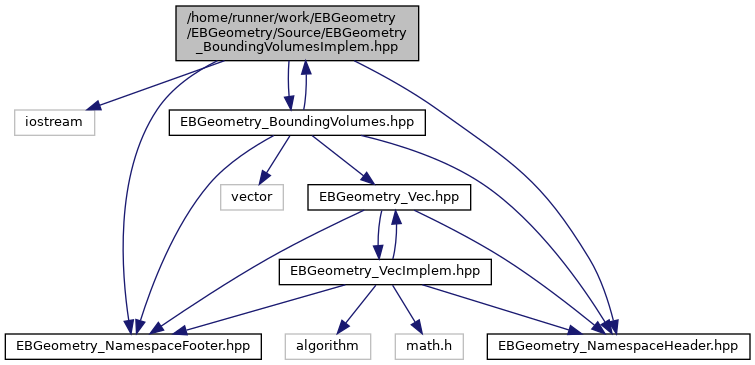 /home/runner/work/EBGeometry
/EBGeometry/Source/EBGeometry
_BoundingVolumesImplem.hpp
iostream
EBGeometry_BoundingVolumes.hpp
vector
EBGeometry_Vec.hpp
EBGeometry_VecImplem.hpp
EBGeometry_NamespaceFooter.hpp
algorithm
math.h
EBGeometry_NamespaceHeader.hpp